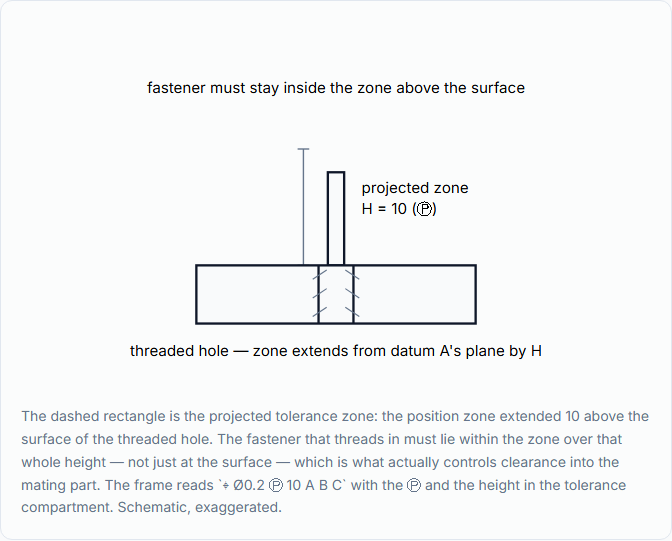 fastener must stay inside the zone above the surface
projected zone
H = 10 (Ⓟ)
threaded hole — zone extends from datum A's plane by H
The dashed rectangle is the projected tolerance zone: the position zone extended 10 above the
surface of the threaded hole. The fastener that threads in must lie within the zone over that
whole height — not just at the surface — which is what actually controls clearance into the
mating part. The frame reads `⌖ Ø0.2 Ⓟ 10 A B C` with the Ⓟ and the height in the tolerance
compartment. Schematic, exaggerated.